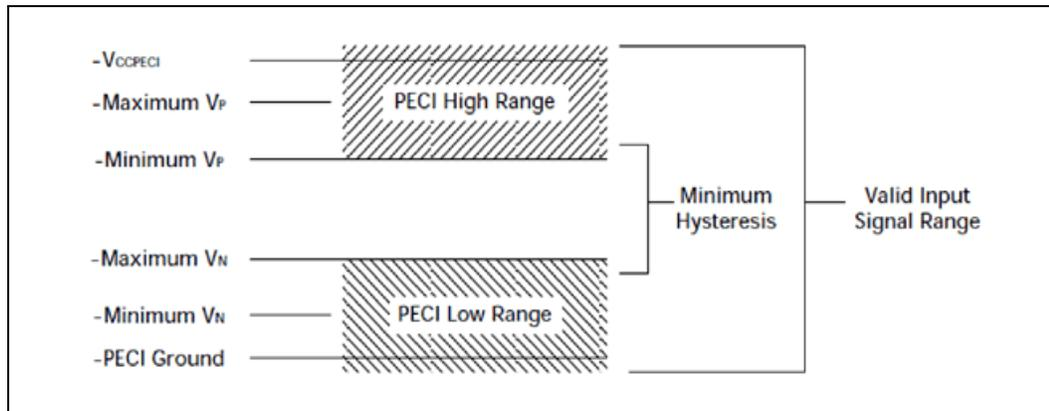 -VCCPECI
-Maximum VP
-Minimum VP
-Maximum VN
-Minimum VN
-PECI Ground
PECI High Range
PECI Low Range
Minimum
Hysteresis
Valid Input
Signal Range